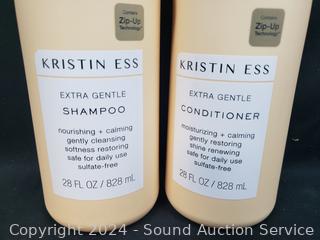 Contains
Zip-Up
Technology
KRISTIN ESS
EXTRA GENTLE
SHAMPOO
nourishing + calming
gently cleansing
softness restoring
safe for daily use
sulfate-free
28 FL OZ / 828 mL
Contains
Zip-Up
Technology
KRISTIN ESS
EXTRA GENTLE
CONDITIONER
moisturizing + calming
gently restoring
shine renewing
safe for daily use
sulfate-free
28 FL OZ / 828 mL
Copyright 2024 - Sound Auction Service